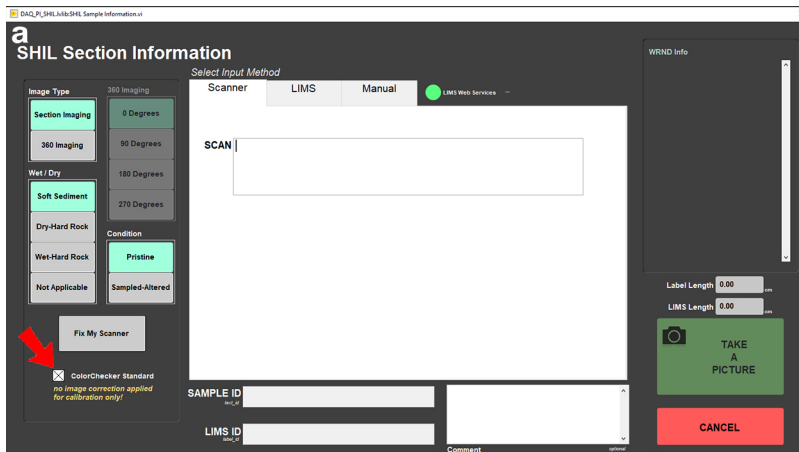 DAQ_PI_SHIL.lvlib:SHIL Sample Information.vi
a
SHIL Section Information
Select Input Method
Scanner
LIMS
Manual
LIMS Web Services
--
WRND Info
Image Type
Section Imaging
360 Imaging
360 Imaging
0 Degrees
90 Degrees
180 Degrees
270 Degrees
Wet / Dry
Soft Sediment
Dry-Hard Rock
Wet-Hard Rock
Not Applicable
Condition
Pristine
Sampled-Altered
SCAN
Fix My Scanner
ColorChecker Standard
no image correction applied
for calibration only!
SAMPLE ID
text_id
LIMS ID
label_id
Comment
optional
Label Length
0.00
cm
LIMS Length
0.00
cm
TAKE
A
PICTURE
CANCEL